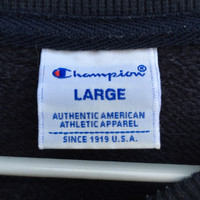 Champion
LARGE
AUTHENTIC AMERICAN
ATHLETIC APPAREL
SINCE 1919 U.S.A.